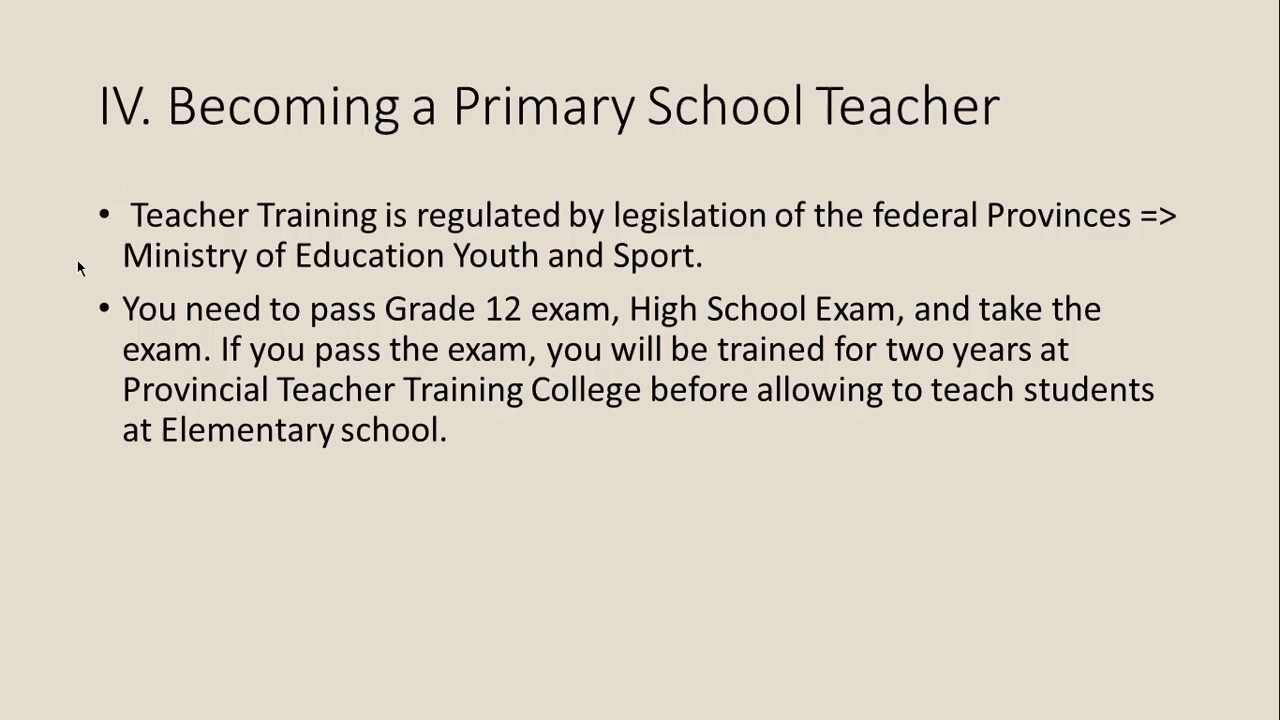 IV. Becoming a Primary School Teacher
• Teacher Training is regulated by legislation of the federal Provinces =>
Ministry of Education Youth and Sport.
• You need to pass Grade 12 exam, High School Exam, and take the
exam. If you pass the exam, you will be trained for two years at
Provincial Teacher Training College before allowing to teach students
at Elementary school.